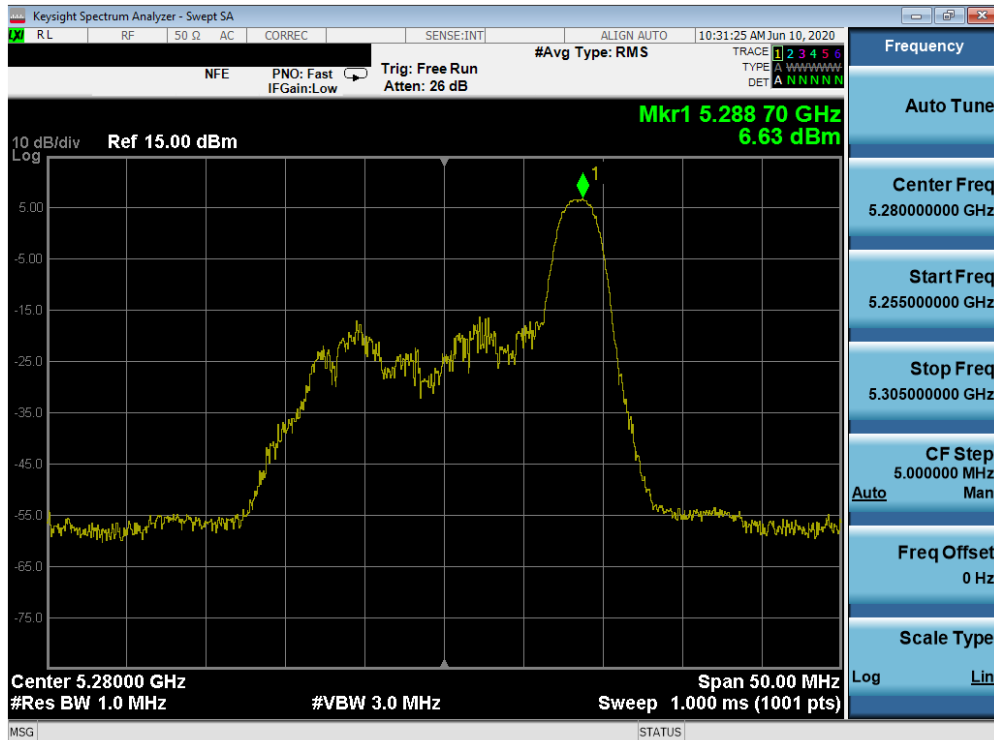 Keysight Spectrum Analyzer - Swept SA
LXI RL RF 50 Ω AC CORREC SENSE:INT ALIGN AUTO 10:31:25 AM Jun 10, 2020
NFE PNO: Fast Trig: Free Run #Avg Type: RMS TRACE 1 2 3 4 5 6
IFGain:Low Atten: 26 dB TYPE A WWWWW
DET A N N N N N
Mkr1 5.288 70 GHz
6.63 dBm
10 dB/div Ref 15.00 dBm
Log
1
5.00
-5.00
-15.0
-25.0
-35.0
-45.0
-55.0
-65.0
-75.0
Center 5.28000 GHz Span 50.00 MHz
#Res BW 1.0 MHz #VBW 3.0 MHz Sweep 1.000 ms (1001 pts)
MSG STATUS
Frequency
Auto Tune
Center Freq
5.280000000 GHz
Start Freq
5.255000000 GHz
Stop Freq
5.305000000 GHz
CF Step
5.000000 MHz
Auto Man
Freq Offset
0 Hz
Scale Type
Log Lin